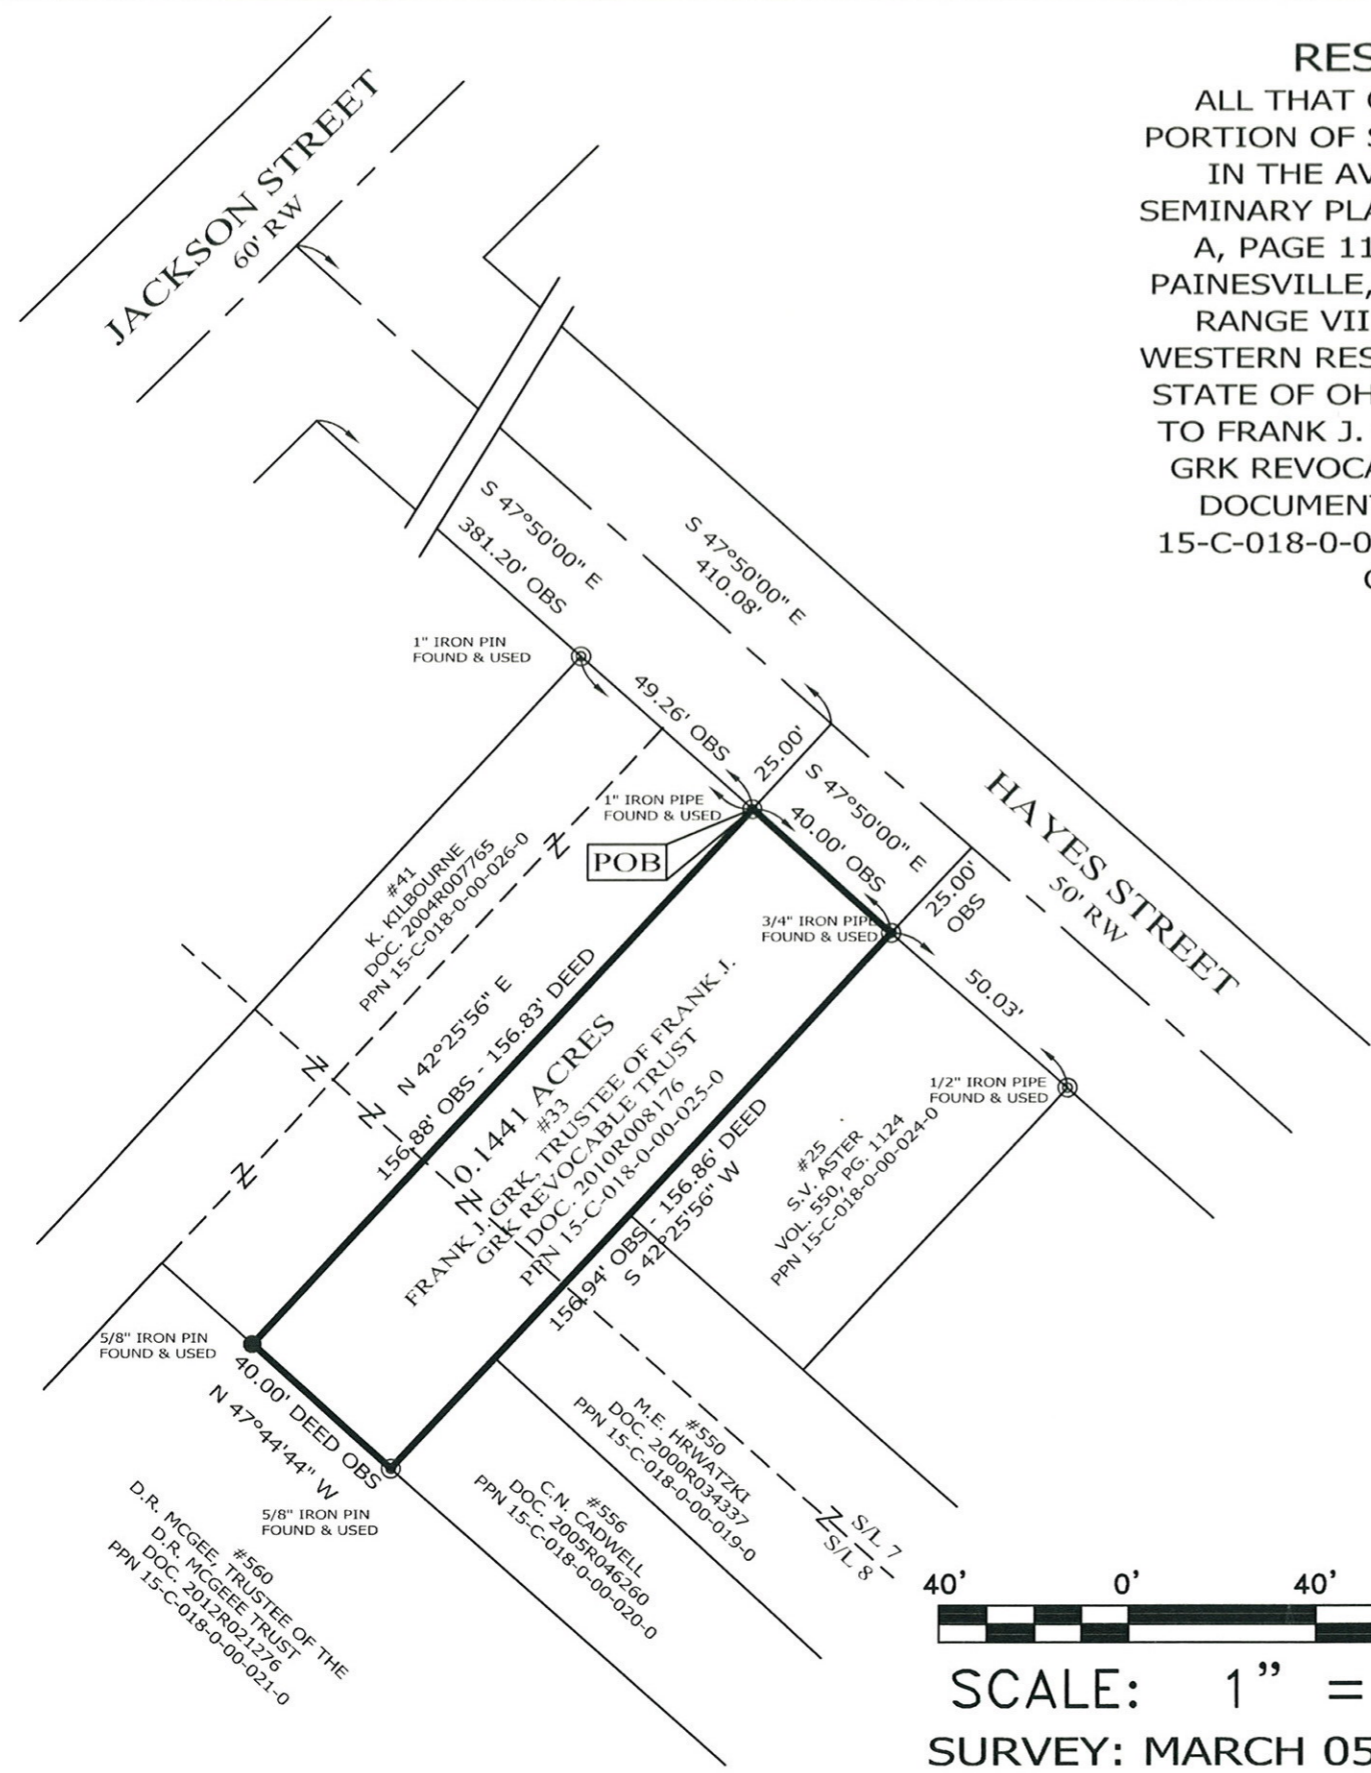 JACKSON STREET
60' RW
RES
ALL THAT
PORTION OF
IN THE AV
SEMINARY PLA
A, PAGE 11
PAINESVILLE,
RANGE VII
WESTERN RES
STATE OF OH
TO FRANK J.
GRK REVOCA
DOCUMENT
15-C-018-0-0
S 47°50'00" E
381.20' OBS
S 47°50'00" E
410.08'
1" IRON PIN
FOUND & USED
49.26' OBS
25.00'
1" IRON PIPE
FOUND & USED
POB
S 47°50'00" E
40.00' OBS
25.00'
OBS
HAYES STREET
50' RW
3/4" IRON PIPE
FOUND & USED
50.03'
1/2" IRON PIPE
FOUND & USED
#41
K. KILBOURNE
DOC. 2004R007765
PPN 15-C-018-0-00-026-0
N 42°25'56" E
156.88' OBS - 156.83' DEED
0.1441 ACRES
#33
FRANK J. GRK, TRUSTEE OF FRANK J.
GRK REVOCABLE TRUST
DOC. 2010R008176
PPN 15-C-018-0-00-025-0
156.94' OBS - 156.86' DEED
S 42°25'56" W
#25
S.V. ASTER
VOL. 550, PG. 1124
PPN 15-C-018-0-00-024-0
5/8" IRON PIN
FOUND & USED
40.00' DEED OBS
N 47°44'44" W
5/8" IRON PIN
FOUND & USED
#550
M.E. HRWATZKI
DOC. 2000R034337
PPN 15-C-018-0-00-019-0
#556
C.N. CADWELL
DOC. 2005R046260
PPN 15-C-018-0-00-020-0
#560
D.R. MCGEE, TRUSTEE OF THE
D.R. MCGEEE TRUST
DOC. 2012R021276
PPN 15-C-018-0-00-021-0
S/L 7
S/L 8
40' 0' 40'
SCALE: 1" =
SURVEY: MARCH 05